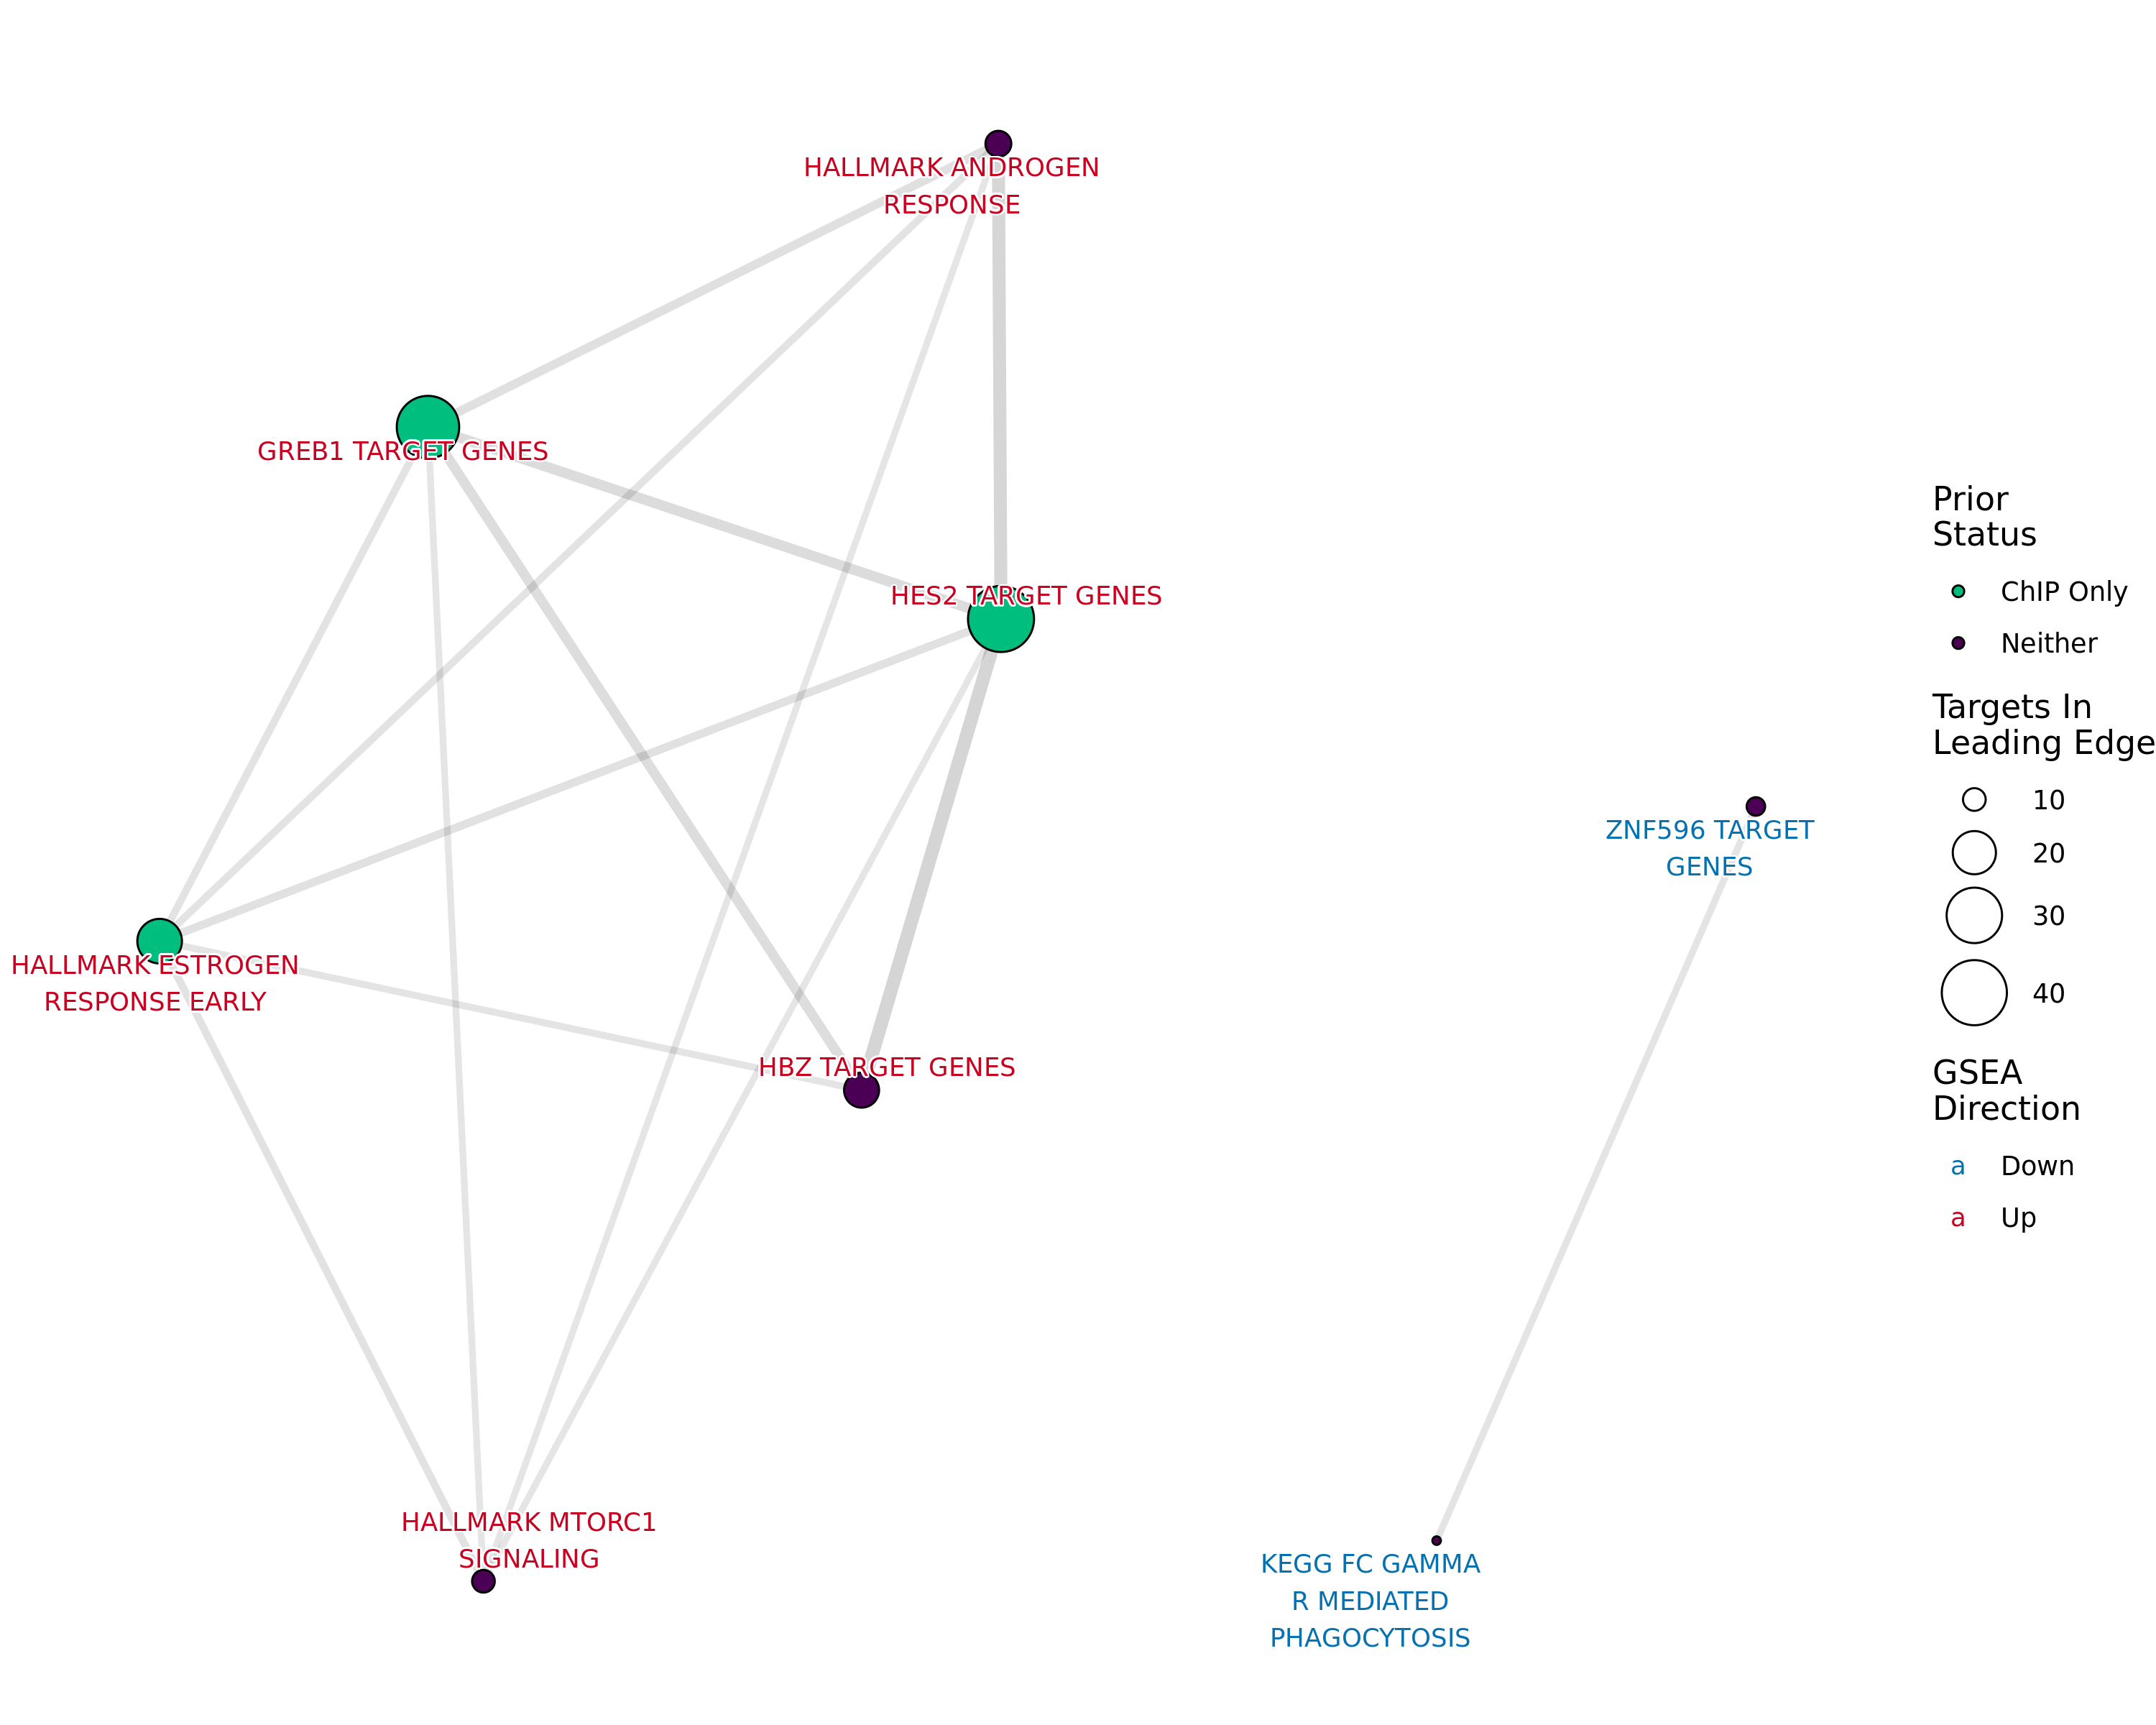 HALLMARK ANDROGEN
RESPONSE
GREB1 TARGET GENES
HES2 TARGET GENES
ZNF596 TARGET
GENES
HALLMARK ESTROGEN
RESPONSE EARLY
HBZ TARGET GENES
HALLMARK MTORC1
SIGNALING
KEGG FC GAMMA
R MEDIATED
PHAGOCYTOSIS
Prior
Status
ChIP Only
Neither
Targets In
Leading Edge
10
20
30
40
GSEA
Direction
a Down
a Up